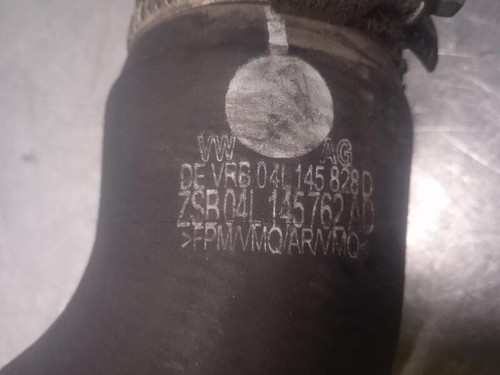 VW AG
DE VRB 04L 145 828 D
ZSB 04L 145 762 AD
>FPM/VMQ/AR/VMQ<